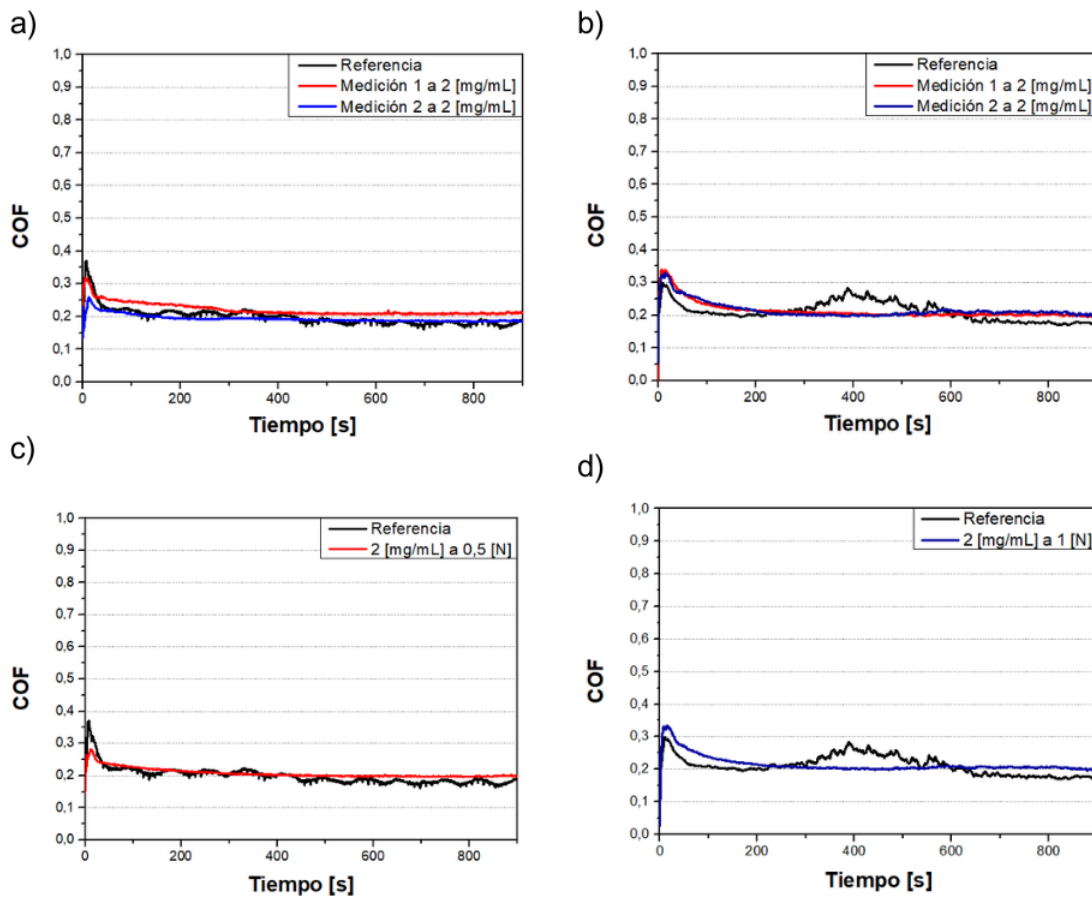 a)
1,0
0,9
0,8
0,7
0,6
0,5
0,4
0,3
0,2
0,1
0,0
COF
Referencia
Medición 1 a 2 [mg/mL]
Medición 2 a 2 [mg/mL]
0 200 400 600 800
Tiempo [s]
b)
1,0
0,9
0,8
0,7
0,6
0,5
0,4
0,3
0,2
0,1
0,0
COF
Referencia
Medición 1 a 2 [mg/mL]
Medición 2 a 2 [mg/mL]
0 200 400 600 800
Tiempo [s]
c)
1,0
0,9
0,8
0,7
0,6
0,5
0,4
0,3
0,2
0,1
0,0
COF
Referencia
2 [mg/mL] a 0,5 [N]
0 200 400 600 800
Tiempo [s]
d)
1,0
0,9
0,8
0,7
0,6
0,5
0,4
0,3
0,2
0,1
0,0
COF
Referencia
2 [mg/mL] a 1 [N]
0 200 400 600 800
Tiempo [s]